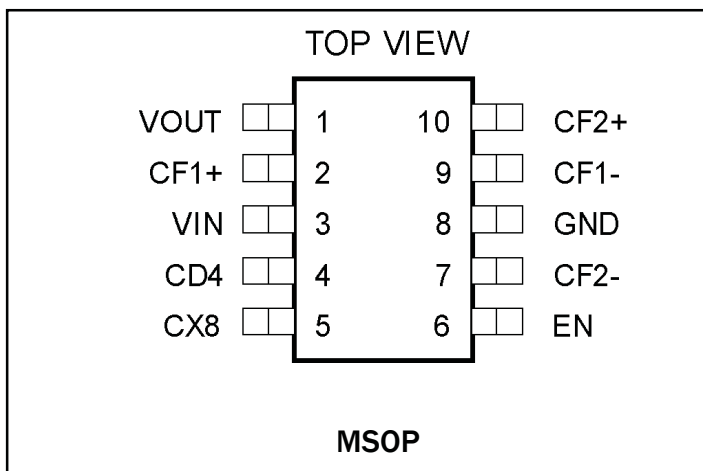 TOP VIEW
VOUT 1 10 CF2+
CF1+ 2 9 CF1-
VIN 3 8 GND
CD4 4 7 CF2-
CX8 5 6 EN
MSOP